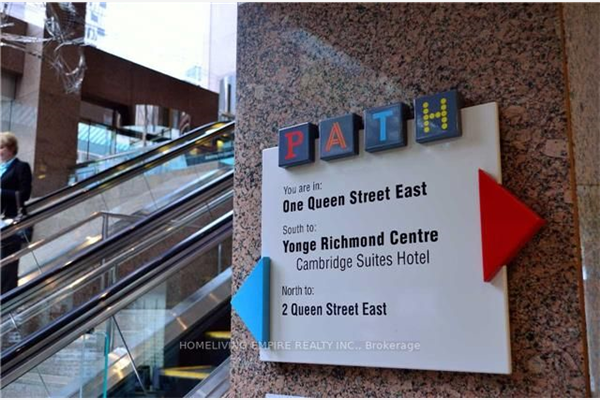 PATH
You are in:
One Queen Street East
South to:
Yonge Richmond Centre
Cambridge Suites Hotel
North to:
2 Queen Street East
HOMELIVING EMPIRE REALTY INC., Brokerage